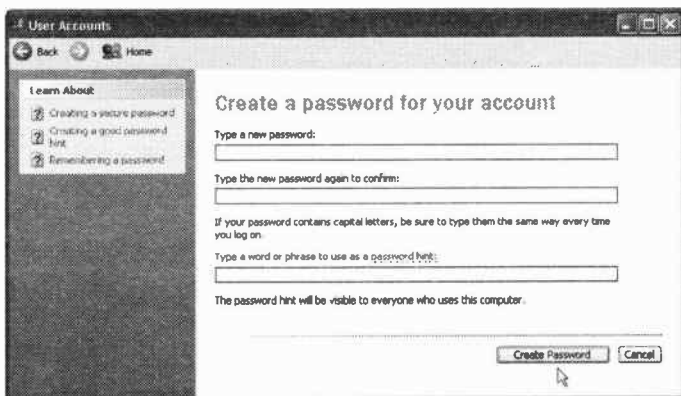 User Accounts
Back Home
Learn About
Creating a secure password
Creating a good password
hint
Remembering a password
Create a password for your account
Type a new password:
Type the new password again to confirm:
If your password contains capital letters, be sure to type them the same way every time
you log on.
Type a word or phrase to use as a password hint:
The password hint will be visible to everyone who uses this computer.
Create Password Cancel